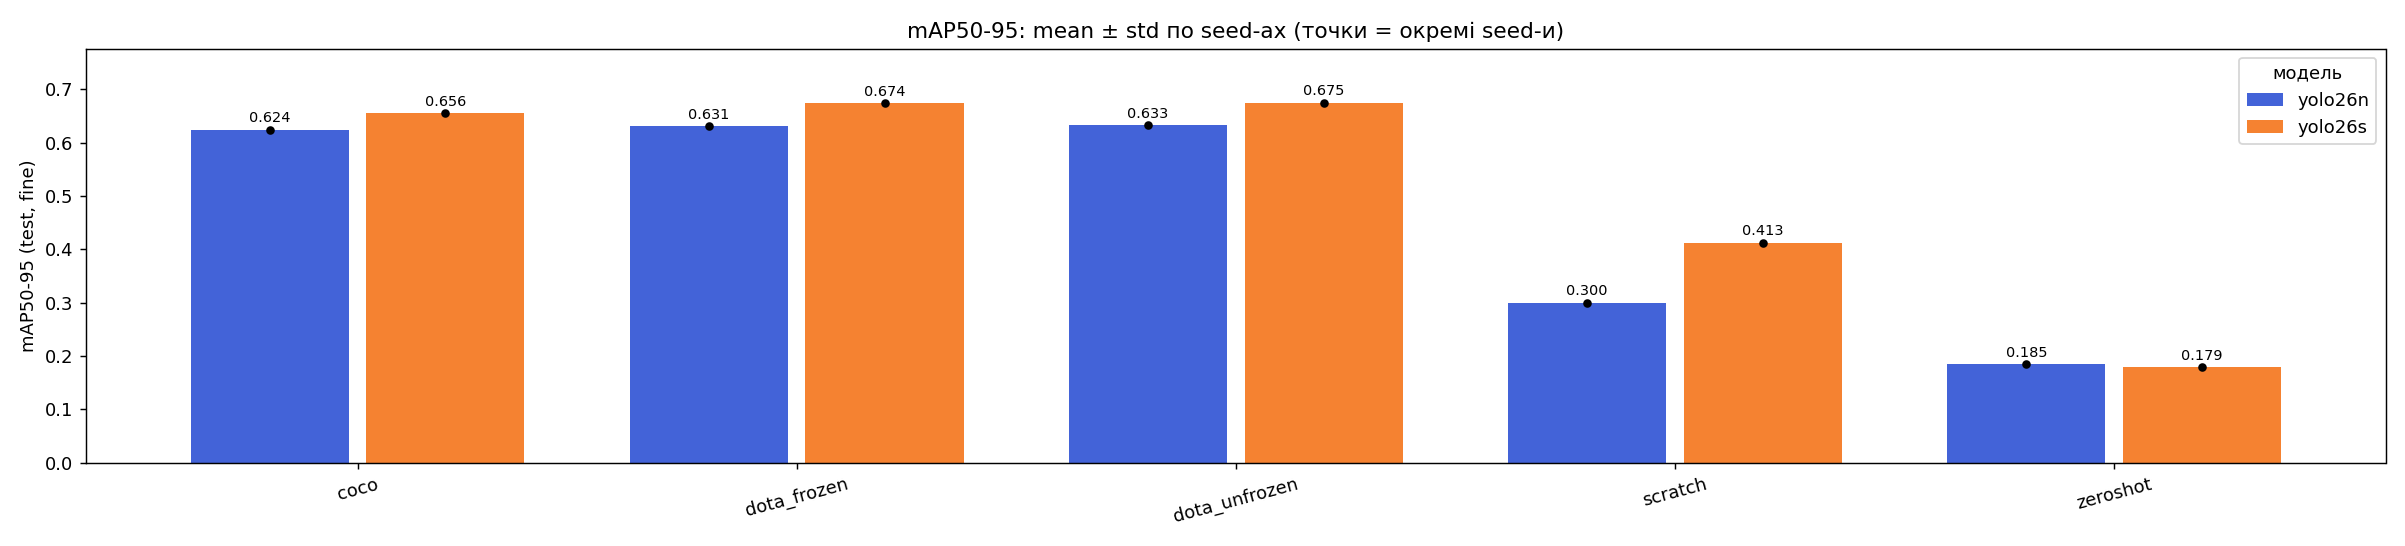 mAP50-95: mean ± std по seed-ах (точки = окремі seed-и)
mAP50-95 (test, fine)
0.7
0.6
0.5
0.4
0.3
0.2
0.1
0.0
0.624
0.656
0.631
0.674
0.633
0.675
0.300
0.413
0.185
0.179
модель
yolo26n
yolo26s
coco
dota_frozen
dota_unfrozen
scratch
zeroshot